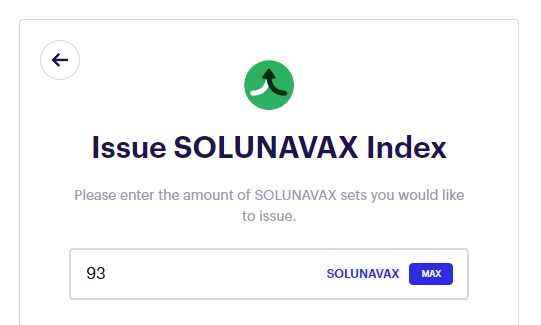 Issue SOLUNAVAX Index
Please enter the amount of SOLUNAVAX sets you would like
to issue.
93 SOLUNAVAX MAX